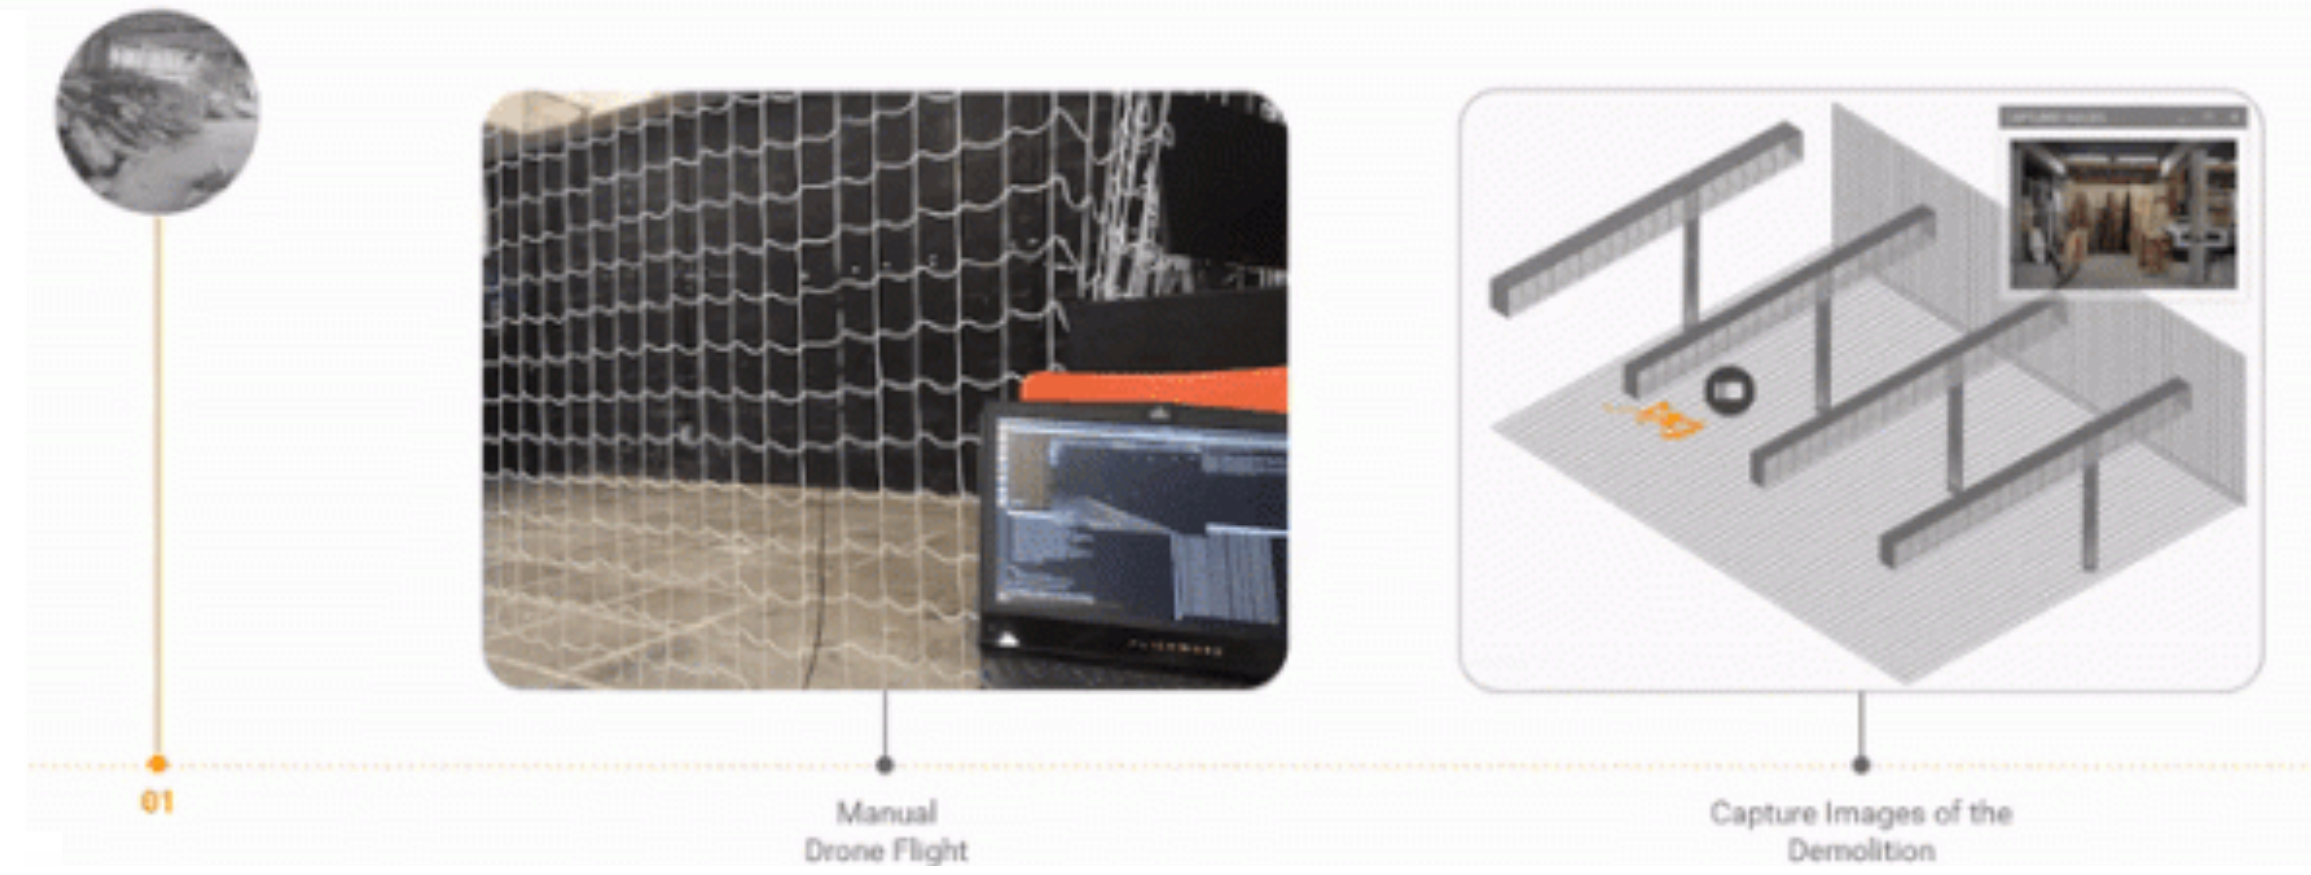 01
Manual
Drone Flight
Capture Images of the
Demolition